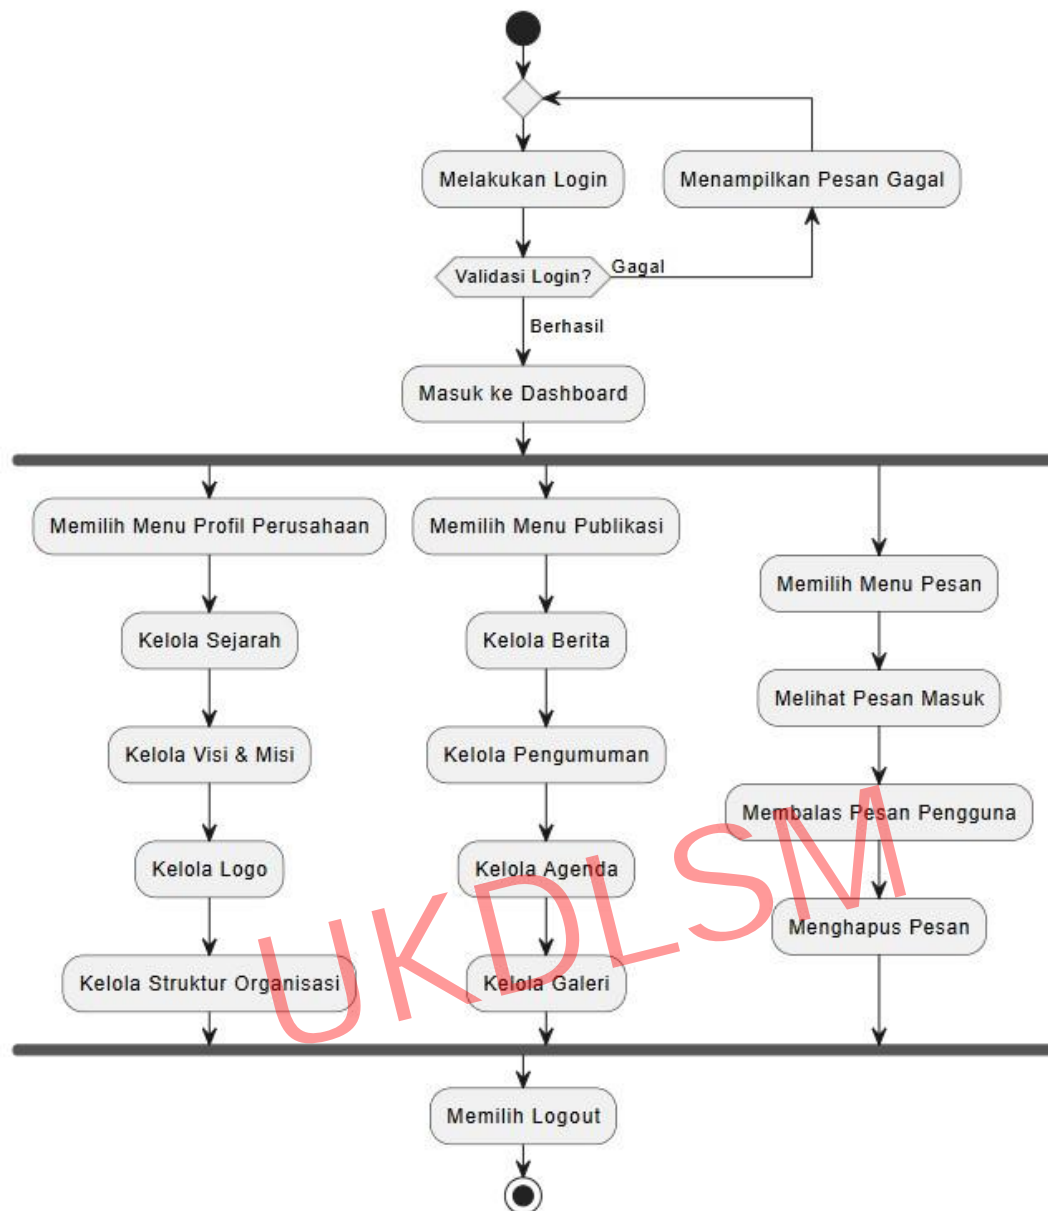 Melakukan Login
Menampilkan Pesan Gagal
Validasi Login?
Gagal
Berhasil
Masuk ke Dashboard
Memilih Menu Profil Perusahaan
Kelola Sejarah
Kelola Visi & Misi
Kelola Logo
Kelola Struktur Organisasi
Memilih Menu Publikasi
Kelola Berita
Kelola Pengumuman
Kelola Agenda
Kelola Galeri
Memilih Menu Pesan
Melihat Pesan Masuk
Membalas Pesan Pengguna
Menghapus Pesan
UKDLSM
Memilih Logout